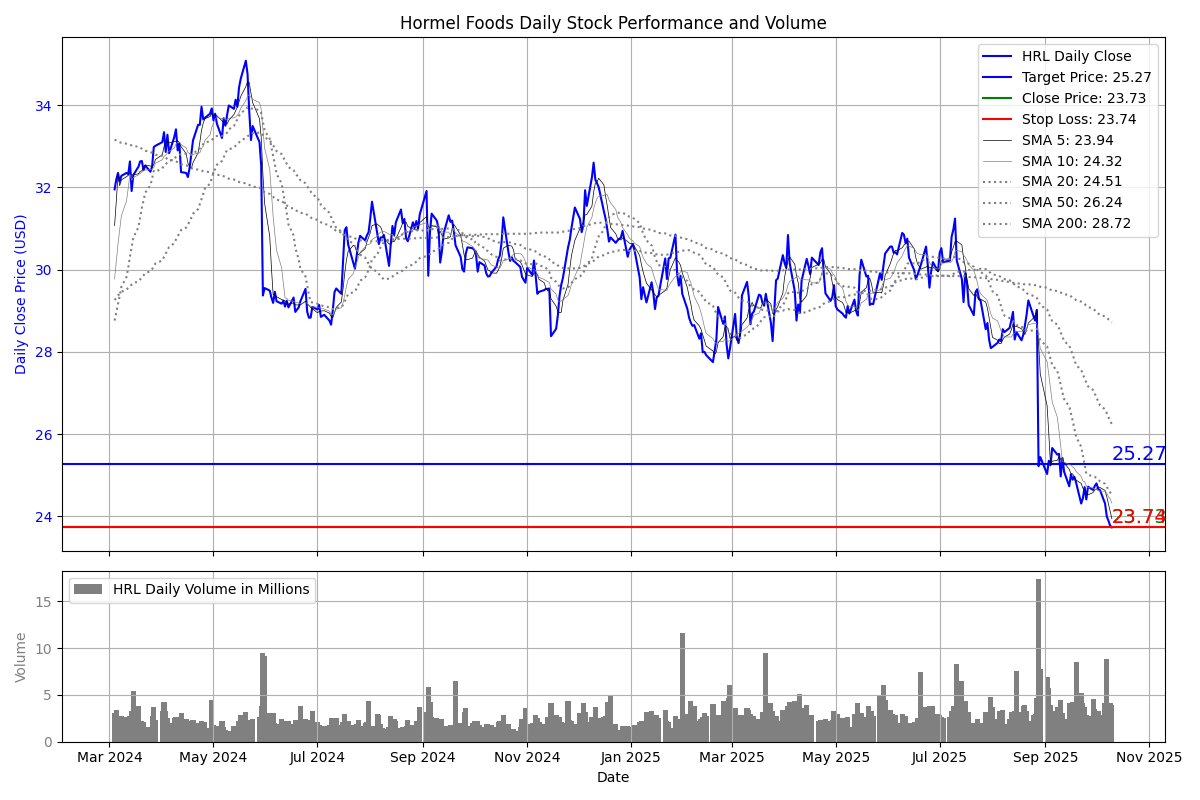 Hormel Foods Daily Stock Performance and Volume
Daily Close Price (USD)
34
32
30
28
26
24
HRL Daily Close
Target Price: 25.27
Close Price: 23.73
Stop Loss: 23.74
SMA 5: 23.94
SMA 10: 24.32
SMA 20: 24.51
SMA 50: 26.24
SMA 200: 28.72
25.27
23.73
23.74
Volume
15
10
5
0
HRL Daily Volume in Millions
Mar 2024 May 2024 Jul 2024 Sep 2024 Nov 2024 Jan 2025 Mar 2025 May 2025 Jul 2025 Sep 2025 Nov 2025
Date